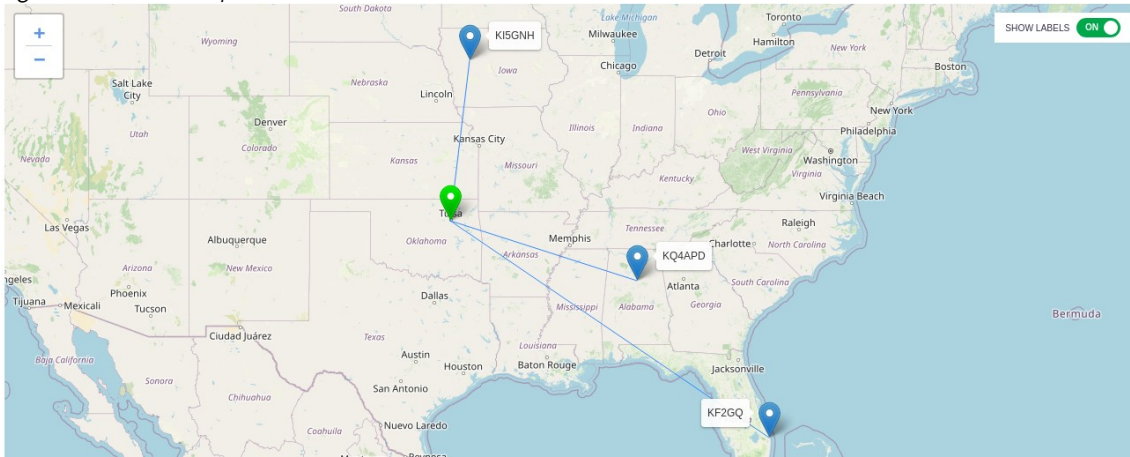 South Dakota
Lake Michigan
Toronto
+
KI5GNH
Milwaukee
Hamilton
SHOW LABELS ON
Wyoming
Detroit
New York
−
Chicago
Boston
Iowa
Salt Lake
City
Nebraska
Lincoln
Pennsylvania
New York
Denver
Ohio
Utah
Illinois
Indiana
Philadelphia
Colorado
Kansas City
Nevada
Kansas
Missouri
West Virginia
Washington
Virginia
Kentucky
Virginia Beach
Las Vegas
Raleigh
Albuquerque
Oklahoma
Memphis
Tennessee
Charlotte
North Carolina
Arkansas
KQ4APD
Arizona
New Mexico
ngeles
Atlanta
South Carolina
Phoenix
Dallas
Tijuana
Mexicali
Tucson
Mississippi
Alabama
Georgia
Bermuda
Ciudad Juárez
Texas
Louisiana
Baja California
Austin
Houston
Baton Rouge
Jacksonville
Sonora
San Antonio
Chihuahua
KF2GQ
Coahuila
Nuevo Laredo